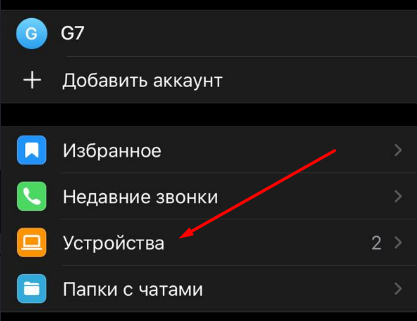 G G7
Добавить аккаунт
Избранное
Недавние звонки
Устройства 2
Папки с чатами